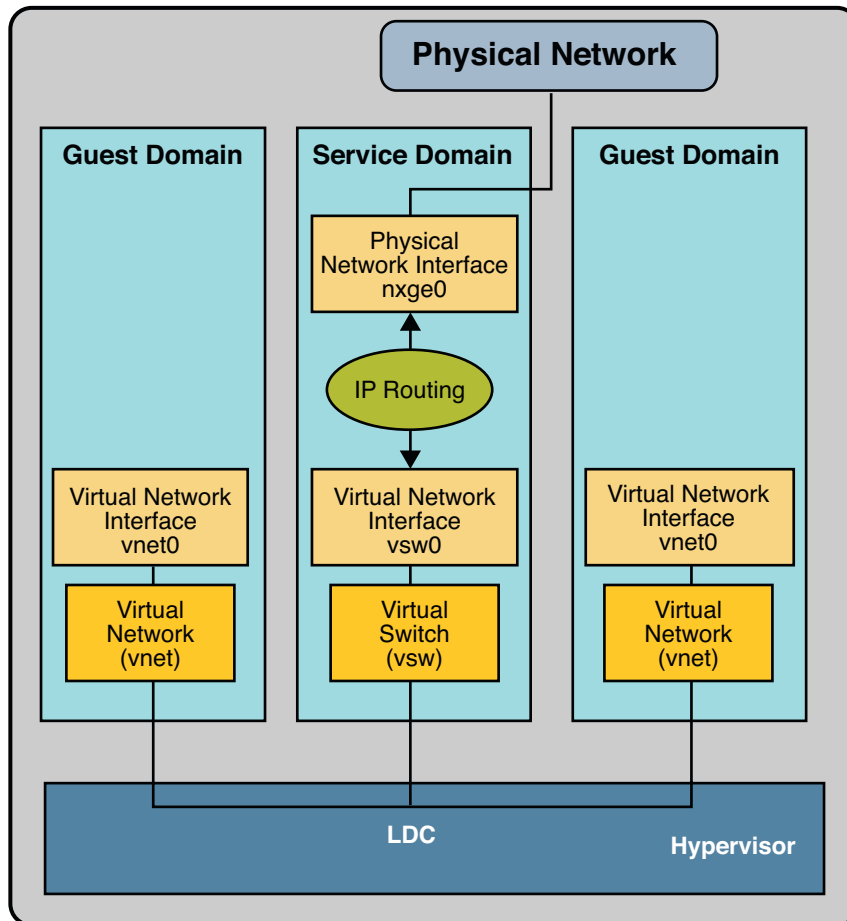 Physical Network
Guest Domain
Service Domain
Guest Domain
Physical
Network Interface
nxge0
IP Routing
Virtual Network
Interface
vnet0
Virtual Network
Interface
vsw0
Virtual Network
Interface
vnet0
Virtual
Network
(vnet)
Virtual
Switch
(vsw)
Virtual
Network
(vnet)
LDC
Hypervisor